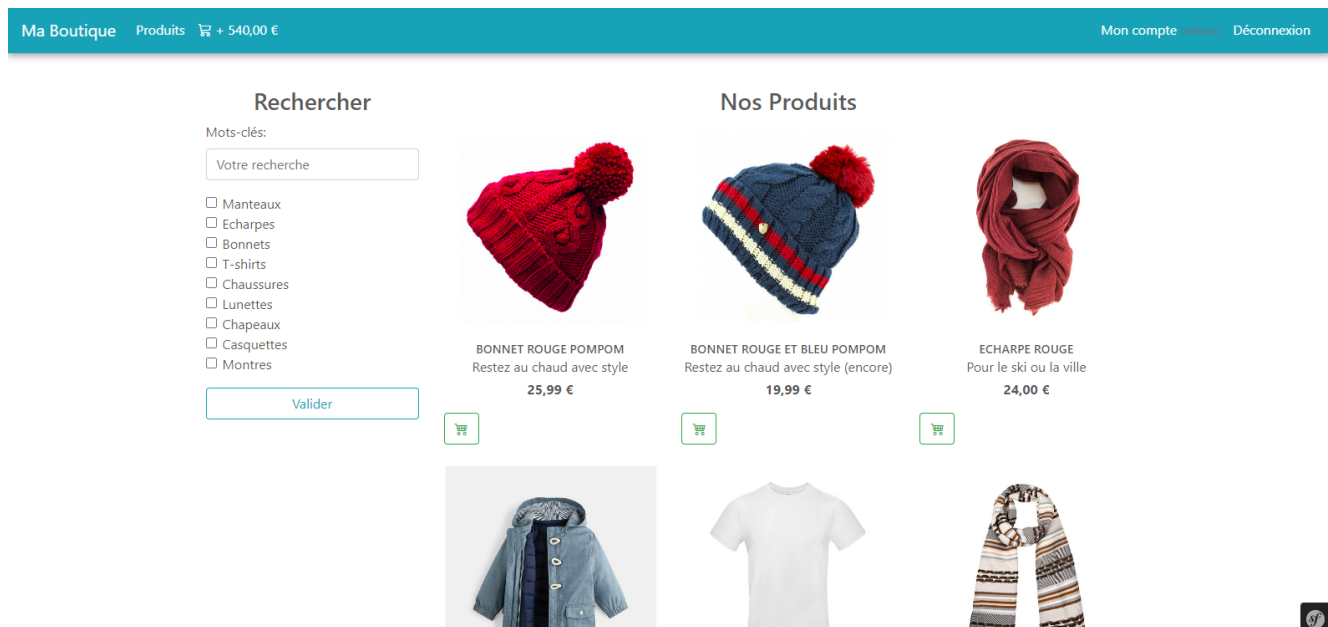 Ma Boutique Produits + 540,00 € Mon compte Déconnexion
Rechercher
Mots-clés:
Votre recherche
Manteaux
Echarpes
Bonnets
T-shirts
Chaussures
Lunettes
Chapeaux
Casquettes
Montres
Valider
Nos Produits
BONNET ROUGE POMPOM
Restez au chaud avec style
25,99 €
BONNET ROUGE ET BLEU POMPOM
Restez au chaud avec style (encore)
19,99 €
ECHARPE ROUGE
Pour le ski ou la ville
24,00 €
sf